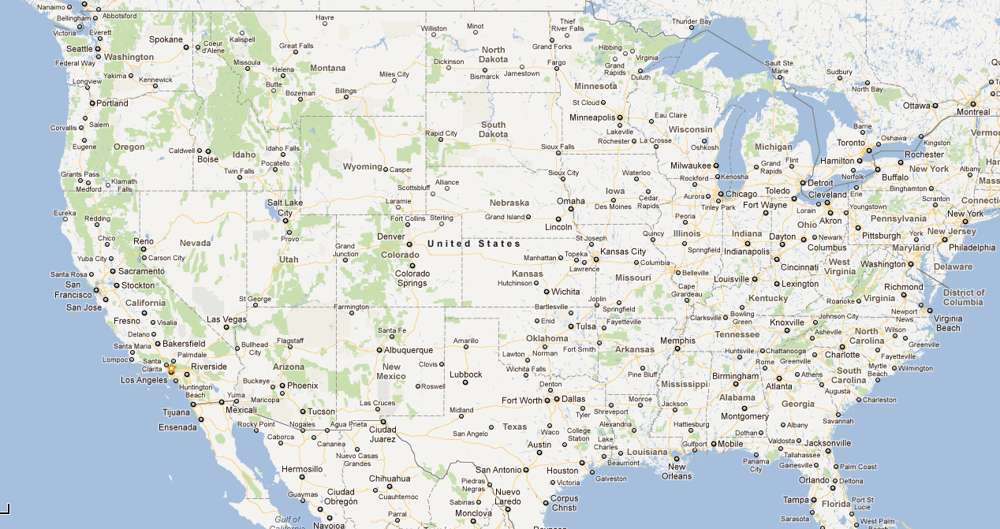 Nanaimo
Abbotsford
Bellingham
Victoria
Everett
Seattle
Federal Way
Washington
Spokane
Coeur
d'Alene
Kalispell
Havre
Great Falls
Missoula
Helena
Montana
Butte
Bozeman
Billings
Miles City
Yakima
Kennewick
Longview
Portland
Salem
Corvallis
Eugene
Oregon
Grants Pass
Medford
Klamath
Falls
Caldwell
Boise
Idaho
Idaho Falls
Pocatello
Twin Falls
Wyoming
Casper
Williston
Minot
North
Dakota
Dickinson
Bismarck
Jamestown
Grand Forks
Fargo
Thief
River Falls
Minnesota
Hibbing
Grand
Rapids
Virginia
Duluth
Thunder Bay
Sault Ste.
Marie
Sudbury
North Bay
Ottawa
Montreal
St Cloud
Minneapolis
Lakeville
Rochester
Eau Claire
Wisconsin
La Crosse
Oshkosh
Michigan
Barrie
Oshawa
Toronto
Kingston
Hamilton
Rochester
New York
Norfolk
Buffalo
Albany
Binghamton
Vermo
Han
Mass
Connecti
South
Dakota
Rapid City
Sioux Falls
Sioux City
Scottsbluff
Alliance
Laramie
Nebraska
Grand Island
Omaha
Lincoln
Iowa
Waterloo
Des Moines
Cedar
Rapids
Milwaukee
Kenosha
Rockford
Aurora
Chicago
Tinley Park
Grand
Rapids
Flint
Detroit
Toledo
Cleveland
Erie
Fort Wayne
Lorain
Akron
Youngstown
Scranton
New York
Pennsylvania
Pittsburgh
York
New Jersey
Philadelphia
Maryland
Delaware
Washington
District of
Columbia
Eureka
Redding
Chico
Yuba City
Reno
Carson City
Nevada
Santa Rosa
Sacramento
San
Francisco
Stockton
San Jose
California
Fresno
Visalia
Delano
Santa Maria
Bakersfield
Lompoc
Palmdale
Santa
Clarita
Los Angeles
Riverside
Huntington
Beach
Salt Lake
City
Provo
Utah
St George
Las Vegas
Bullhead
City
Flagstaff
Arizona
Buckeye
Phoenix
Maricopa
Yuma
Tucson
Tijuana
Mexicali
Ensenada
Rocky Point
Nogales
Agua Prieta
Caborca
Cananea
Nuevo Casas
Grandes
Hermosillo
Guaymas
Ciudad
Obregón
Navojoa
Gulf of
California
Chihuahua
Cuauhtemoc
Parral
Ciudad
Juarez
Fort Collins
Sterling
Denver
Grand
Junction
Colorado
Colorado
Springs
United States
Farmington
Santa Fe
Albuquerque
New
Mexico
Clovis
Roswell
Las Cruces
Manhattan
Topeka
Lawrence
St Joseph
Kansas City
Kansas
Hutchinson
Wichita
Quincy
Peoria
Illinois
Springfield
Columbia
Missouri
Belleville
Cape
Girardeau
Joplin
Springfield
Indiana
Indianapolis
Dayton
Ohio
Newark
Columbus
Cincinnati
West
Virginia
Louisville
Lexington
Kentucky
Roanoke
Virginia
Richmond
Newport
News
Virginia
Beach
Bartlesville
Enid
Tulsa
Fayetteville
Oklahoma
Fort Smith
Norman
Lawton
Wichita Falls
Amarillo
Lubbock
Midland
San Angelo
Denton
Fort Worth
Dallas
Tyler
Texas
Waco
College
Station
Austin
San Antonio
Houston
Victoria
Galveston
Corpus
Christi
Piedras
Negras
Nuevo
Laredo
Sabinas
Monclova
Reynosa
Arkansas
Pine Bluff
Memphis
Clarksville
Bowling
Green
Tennessee
Knoxville
Johnson City
Asheville
North
Carolina
Wilson
Greenville
Charlotte
Fayetteville
Wilmington
Myrtle
Beach
South
Carolina
Greenville
Chattanooga
Huntsville
Rome
Athens
Augusta
Charleston
Savannah
Georgia
Atlanta
Birmingham
Alabama
Montgomery
Mississippi
Jackson
Monroe
Shreveport
Alexandria
Hattiesburg
Gulfport
Mobile
Louisiana
Lake
Charles
Beaumont
New
Orleans
Dothan
Albany
Valdosta
Tallahassee
Panama
City
Jacksonville
Palm Coast
Deltona
Orlando
Tampa
Florida
Port St
Lucie
Sarasota
West Palm